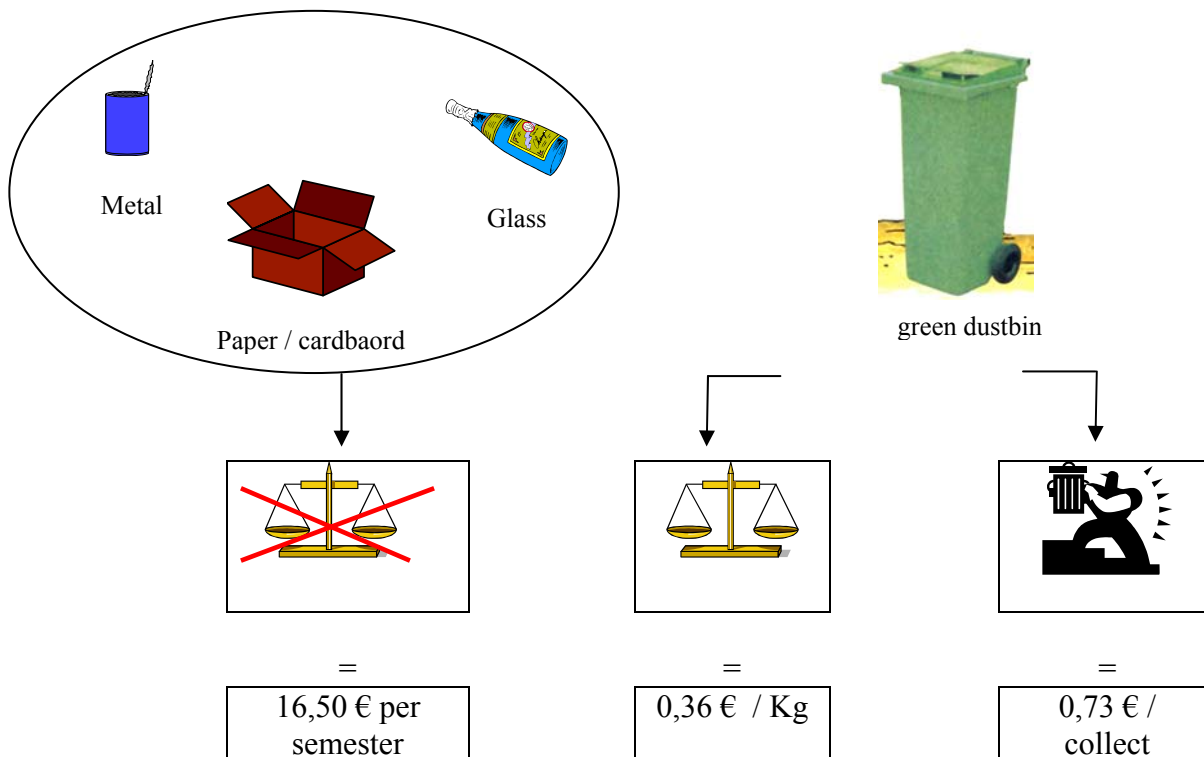 Metal
Glass
Paper / cardbaord
green dustbin
=
=
=
16,50 € per
semester
0,36 € / Kg
0,73 € /
collect